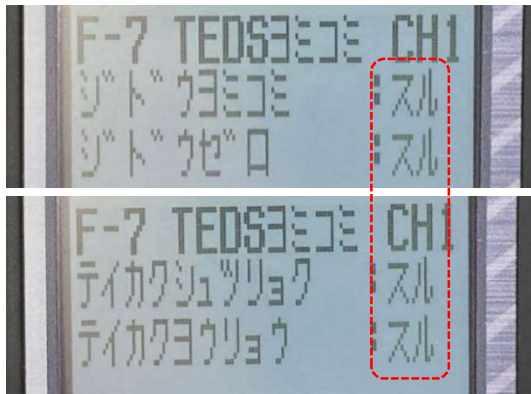 F-7 TEDSヨミコミ CH1
ジドウヨミコミ :スル
ジドウゼロ :スル
F-7 TEDSヨミコミ CH1
テイカクシュツリョク :スル
テイカクヨウリョウ :スル